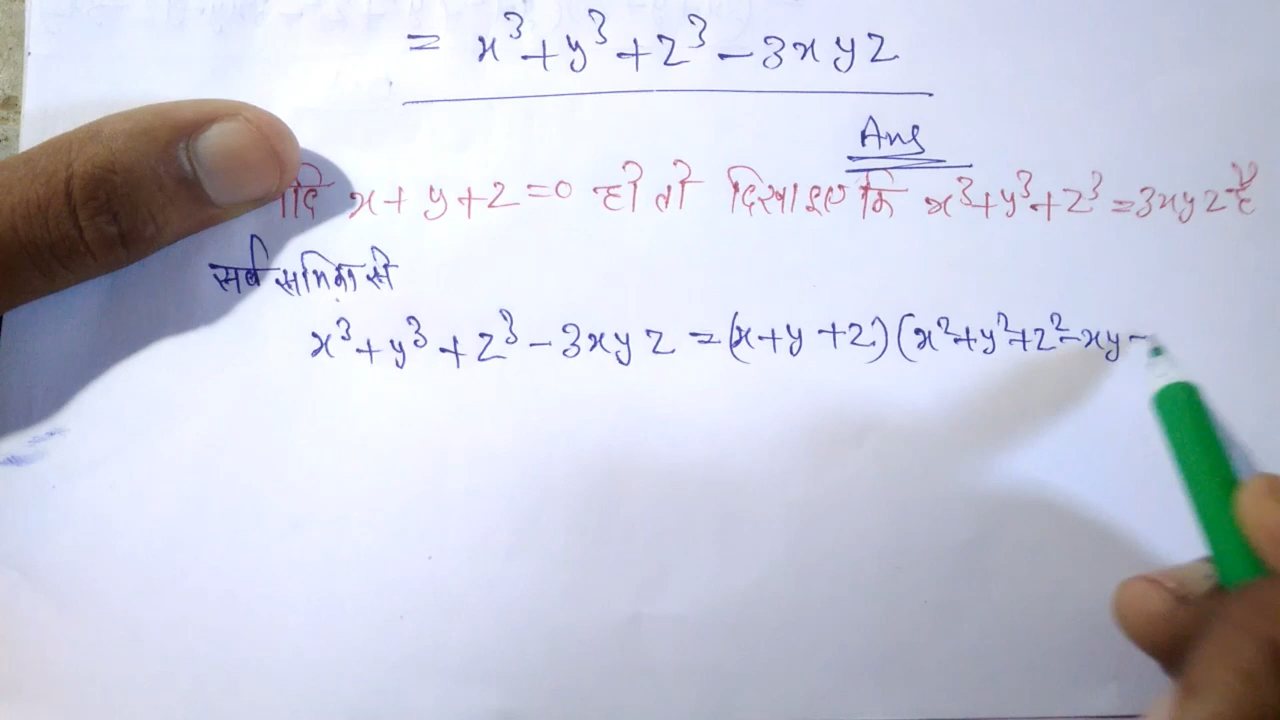 = x³+y³+z³-3xyz
Ans
x+y+z=0 हो तो दिखाइए कि x³+y³+z³=3xyz है
सर्वसमिका से
x³+y³+z³-3xyz=(x+y+z)(x²+y²+z²-xy-